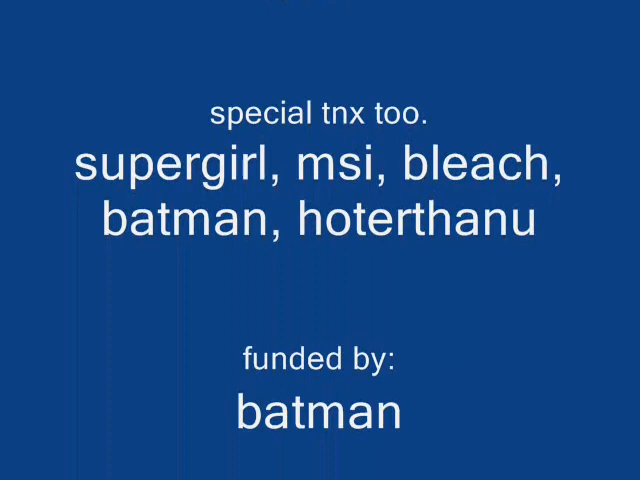 special tnx too.
supergirl, msi, bleach,
batman, hoterthanu
funded by:
batman